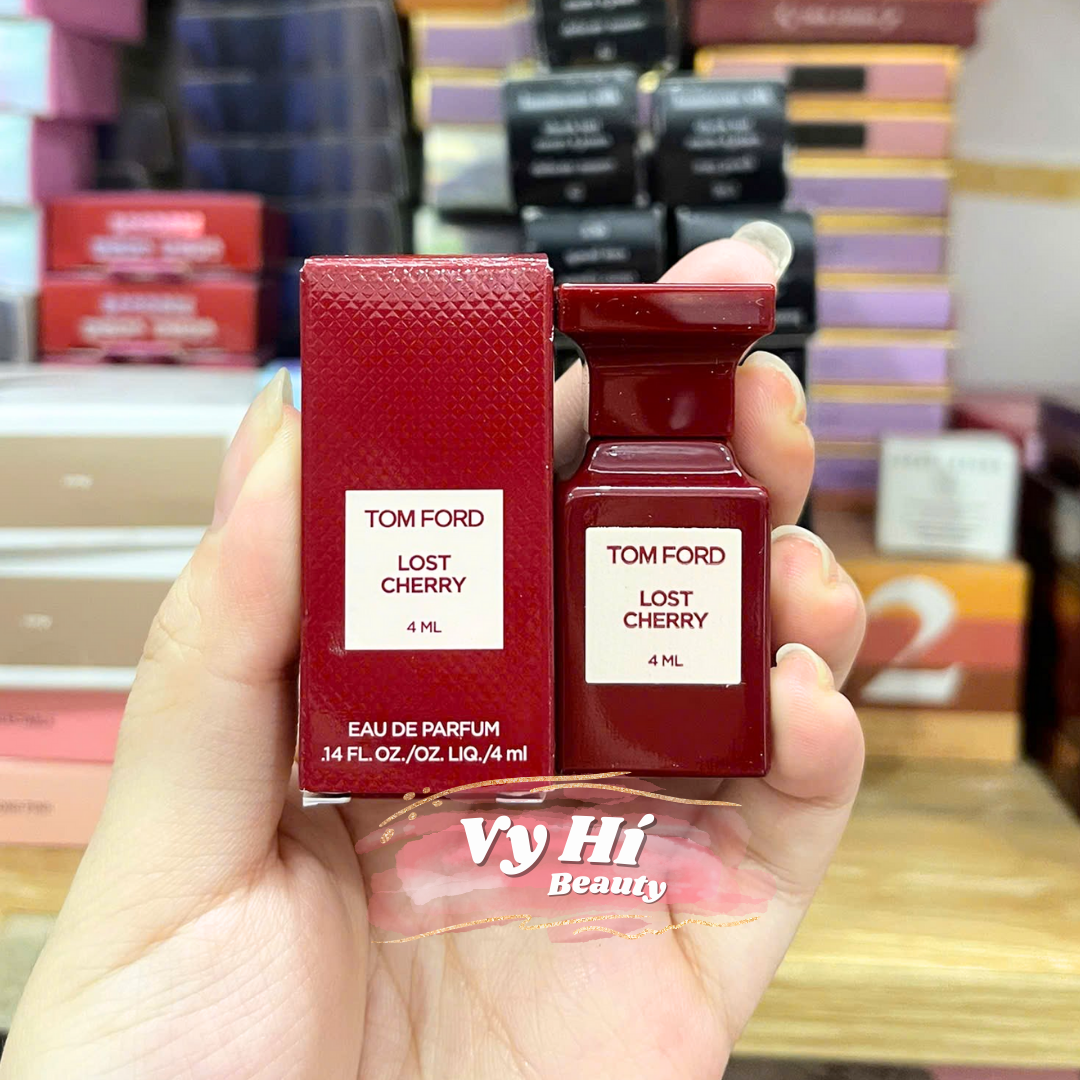 TOM FORD
LOST
CHERRY
4 ML
EAU DE PARFUM
.14 FL. OZ./OZ. LIQ./4 ml
TOM FORD
LOST
CHERRY
4 ML
Vy Hí
Beauty
2